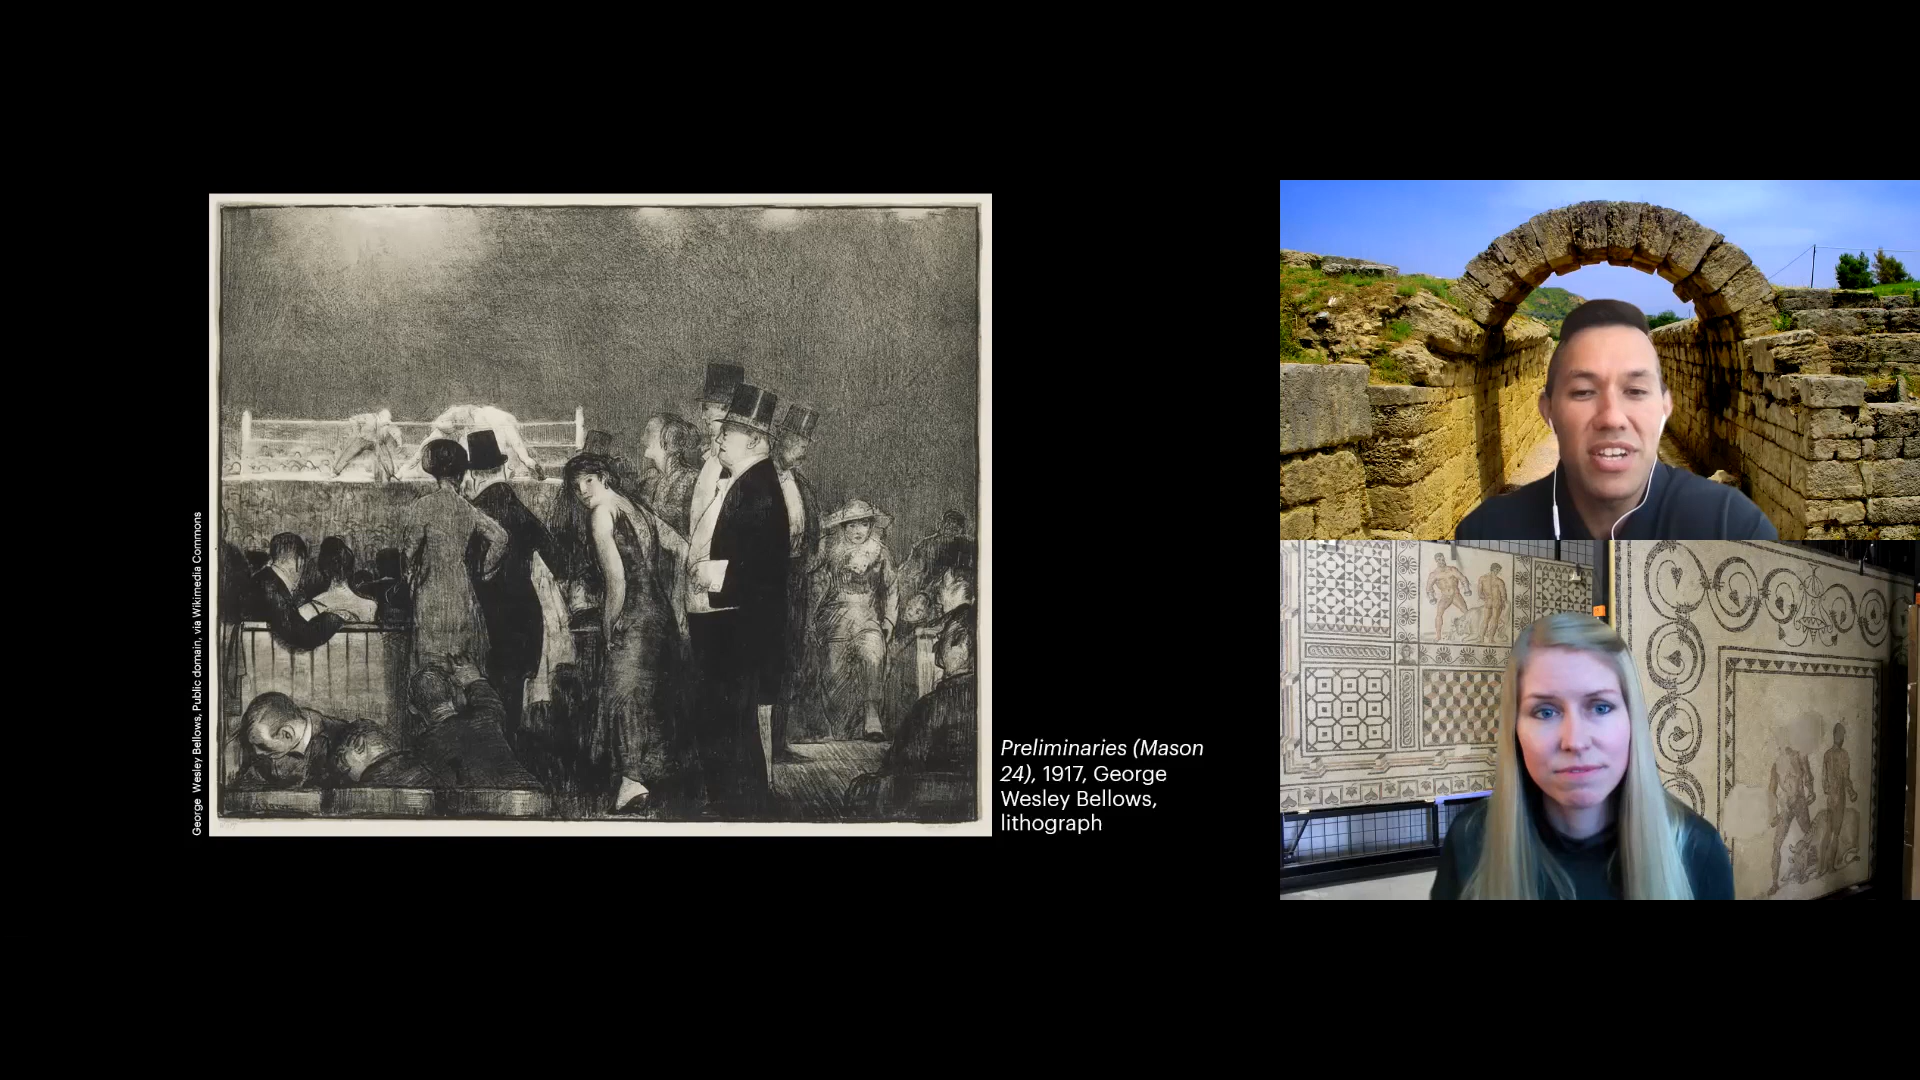 George Wesley Bellows, Public domain, via Wikimedia Commons
Preliminaries (Mason
24), 1917, George
Wesley Bellows,
lithograph